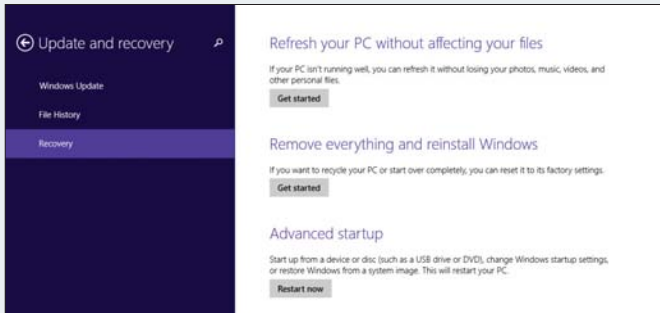 Update and recovery
Windows Update
File History
Recovery
Refresh your PC without affecting your files
If your PC isn't running well, you can refresh it without losing your photos, music, videos, and
other personal files.
Get started
Remove everything and reinstall Windows
If you want to recycle your PC or start over completely, you can reset it to its factory settings.
Get started
Advanced startup
Start up from a device or disc (such as a USB drive or DVD), change Windows startup settings,
or restore Windows from a system image. This will restart your PC.
Restart now